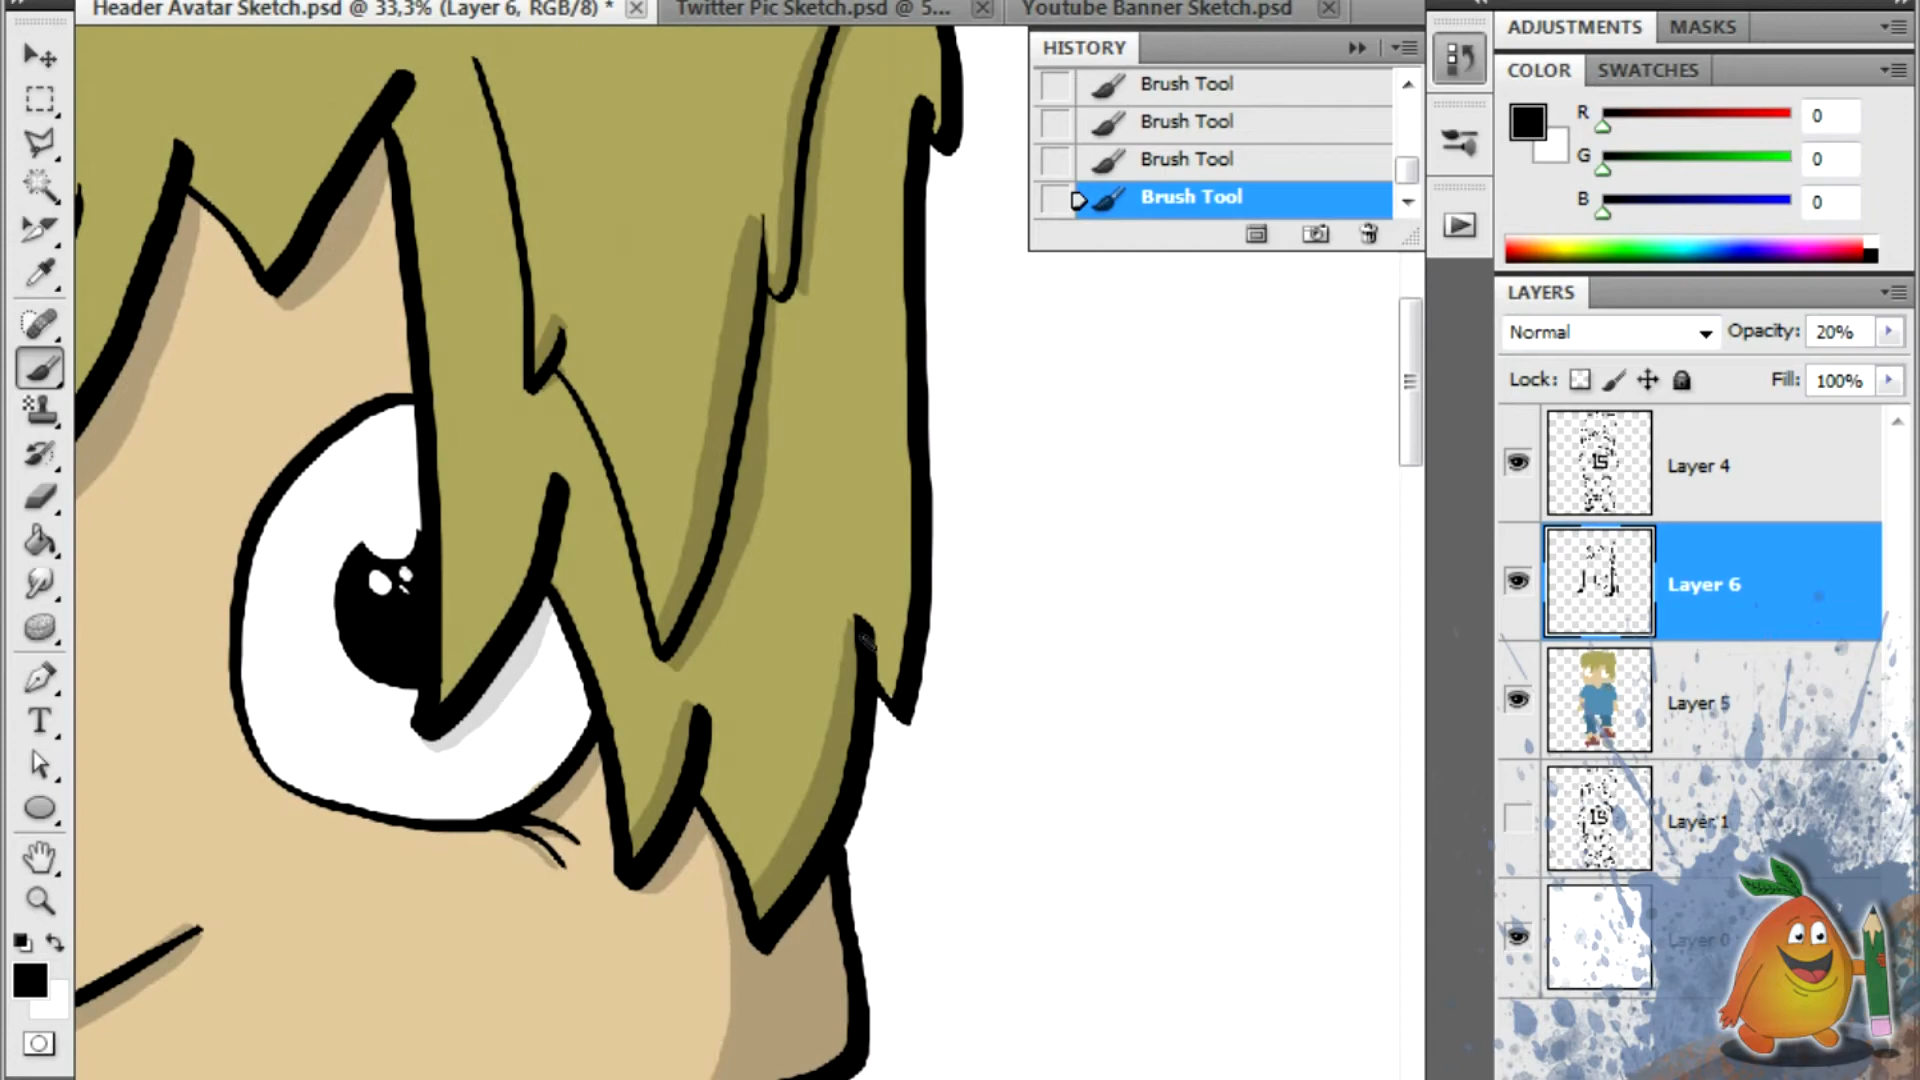 Header Avatar Sketch.psd @ 33,3% (Layer 6, RGB/8) *
Twitter Pic Sketch.psd @ 5...
Youtube Banner Sketch.psd
HISTORY
Brush Tool
Brush Tool
Brush Tool
Brush Tool
ADJUSTMENTS
MASKS
COLOR
SWATCHES
R
0
G
0
B
0
LAYERS
Normal
Opacity:
20%
Lock:
Fill:
100%
15
Layer 4
Layer 6
Layer 5
15
Layer 1
Layer 0
T